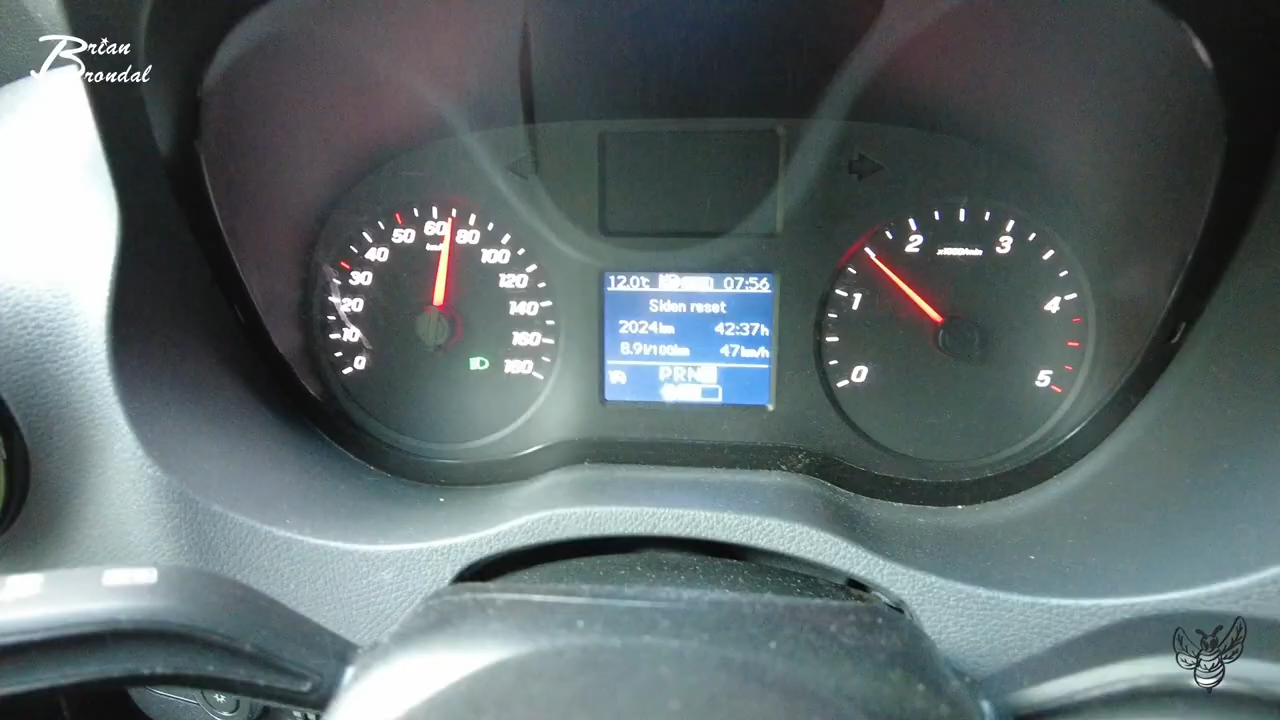 Brian
Brondal
0
10
20
30
40
50
60
80
100
120
140
160
180
km/h
12.0℃ 07:56
Siden reset
2024km 42:37h
8.9l/100km 47km/h
PRN
0
1
2
3
4
5